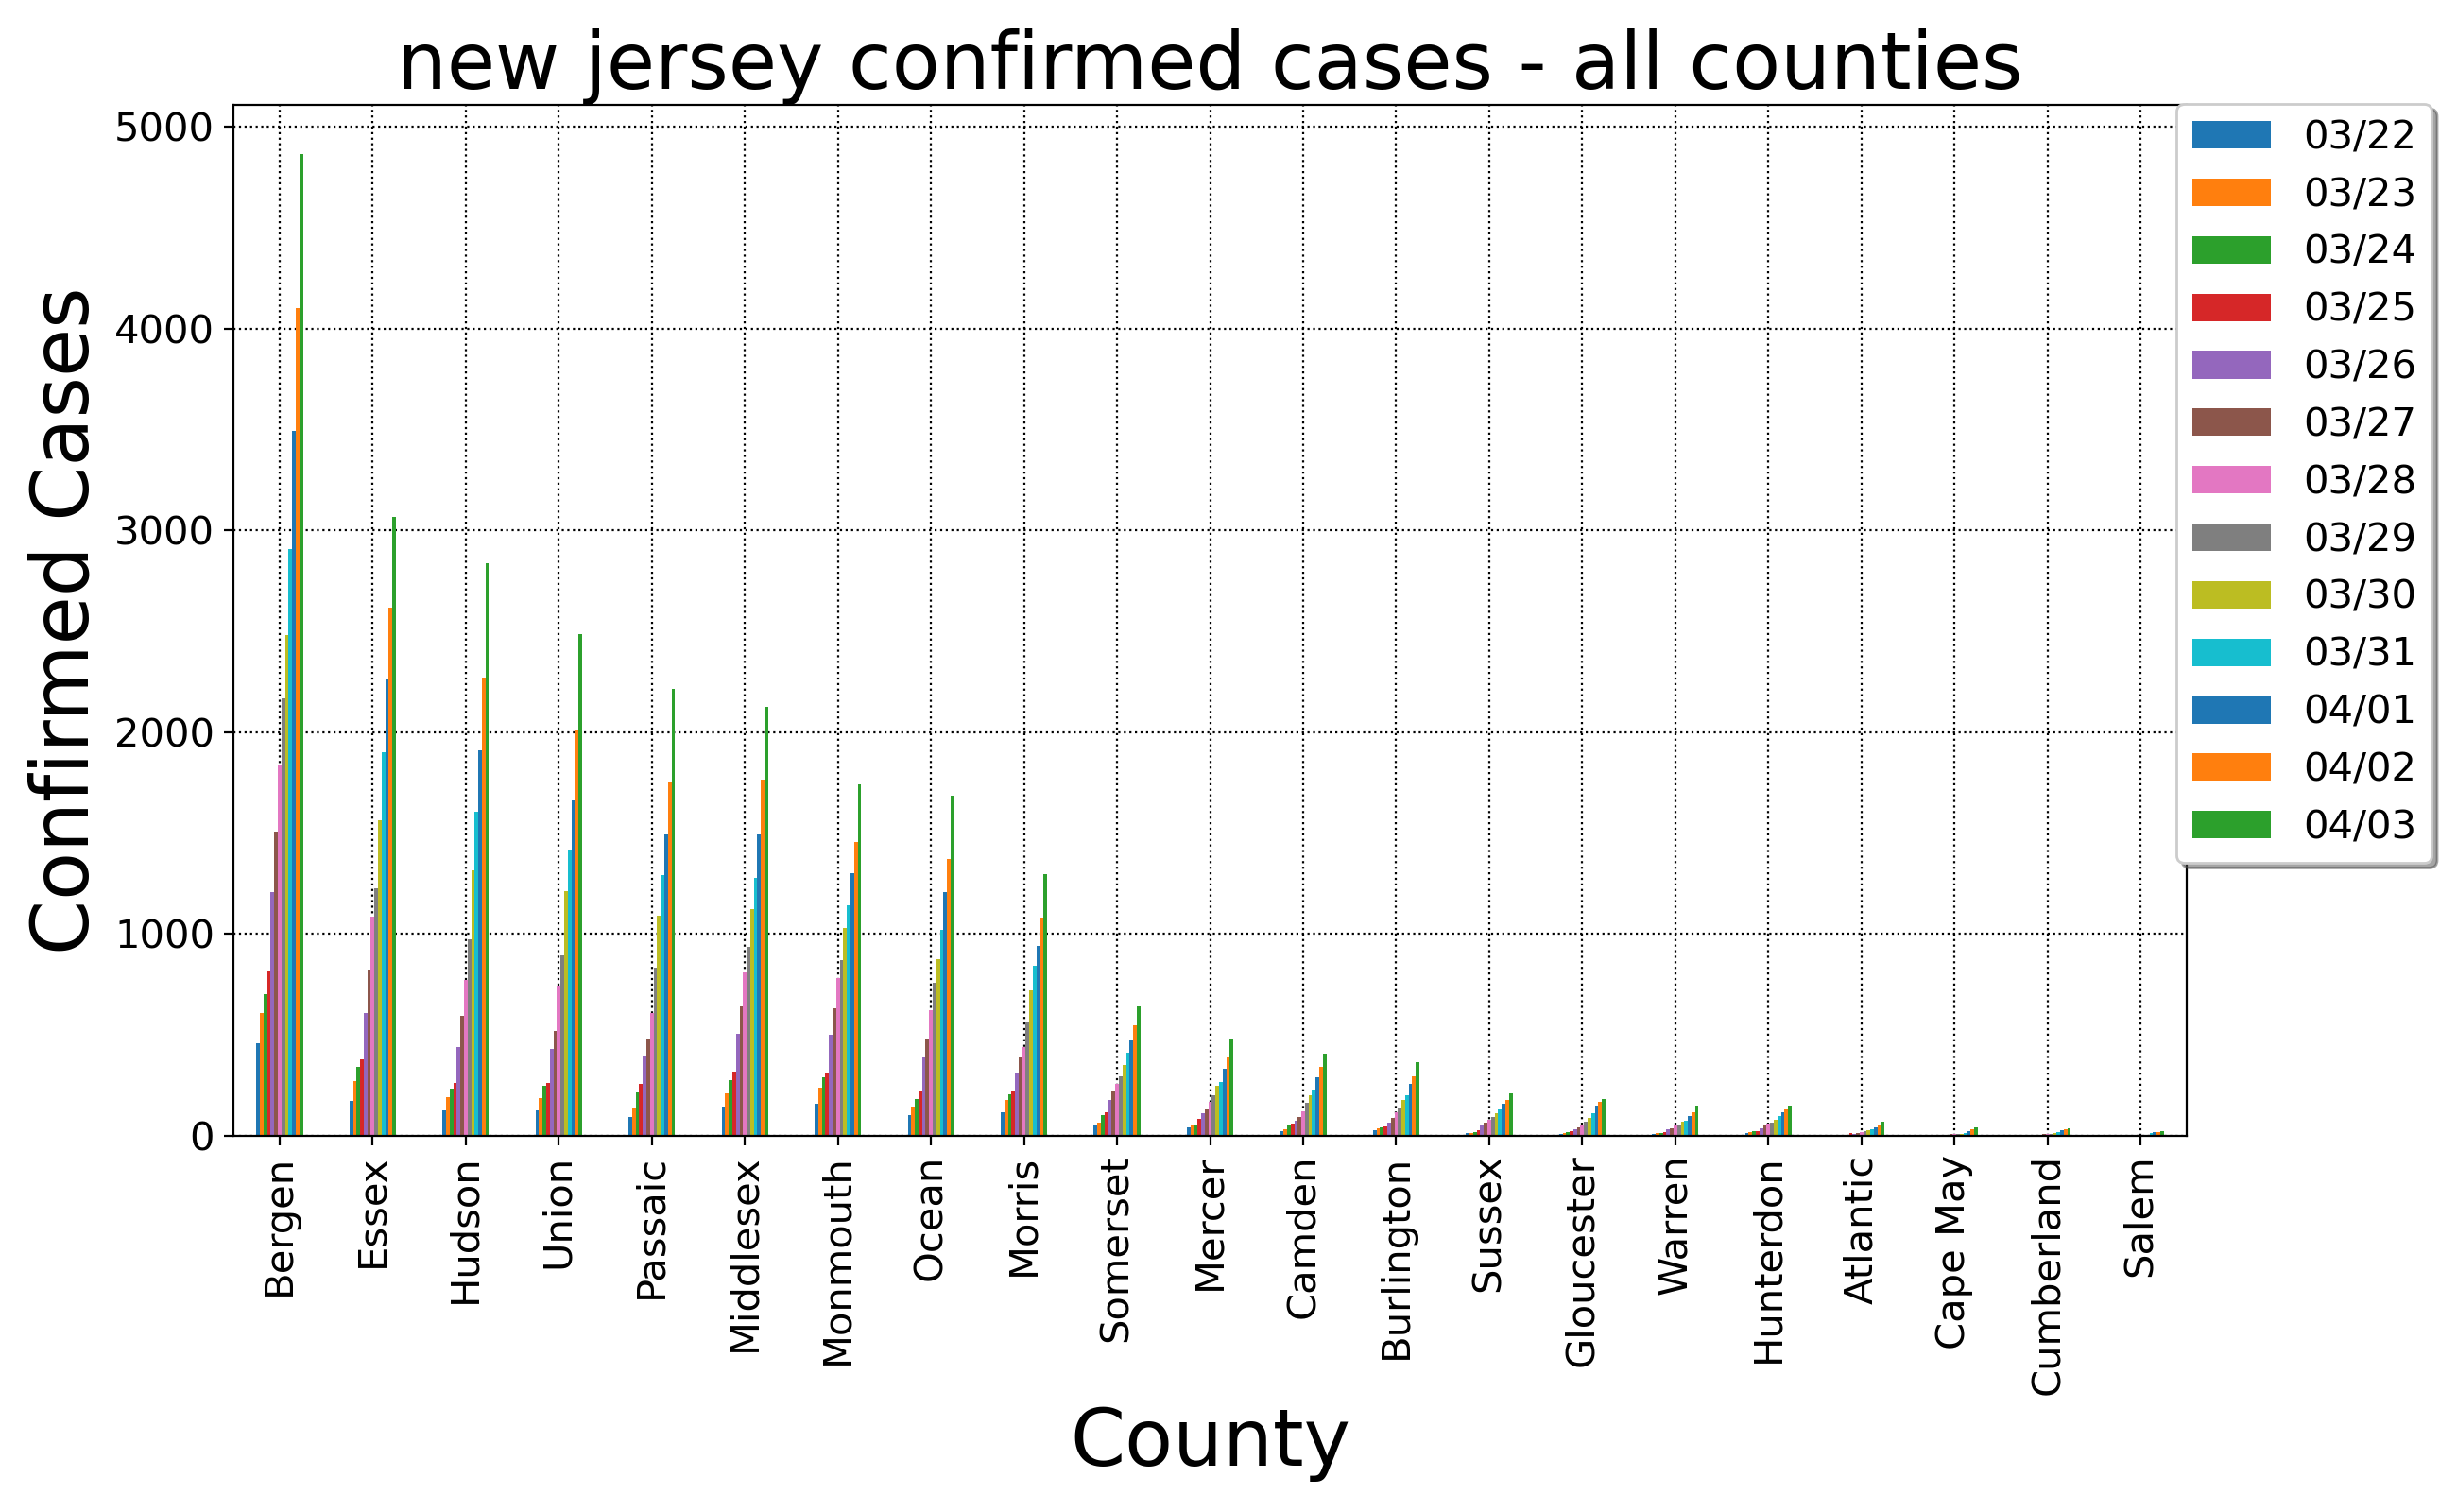 new jersey confirmed cases - all counties
Confirmed Cases
5000
4000
3000
2000
1000
0
03/22
03/23
03/24
03/25
03/26
03/27
03/28
03/29
03/30
03/31
04/01
04/02
04/03
Bergen
Essex
Hudson
Union
Passaic
Middlesex
Monmouth
Ocean
Morris
Somerset
Mercer
Camden
Burlington
Sussex
Gloucester
Warren
Hunterdon
Atlantic
Cape May
Cumberland
Salem
County